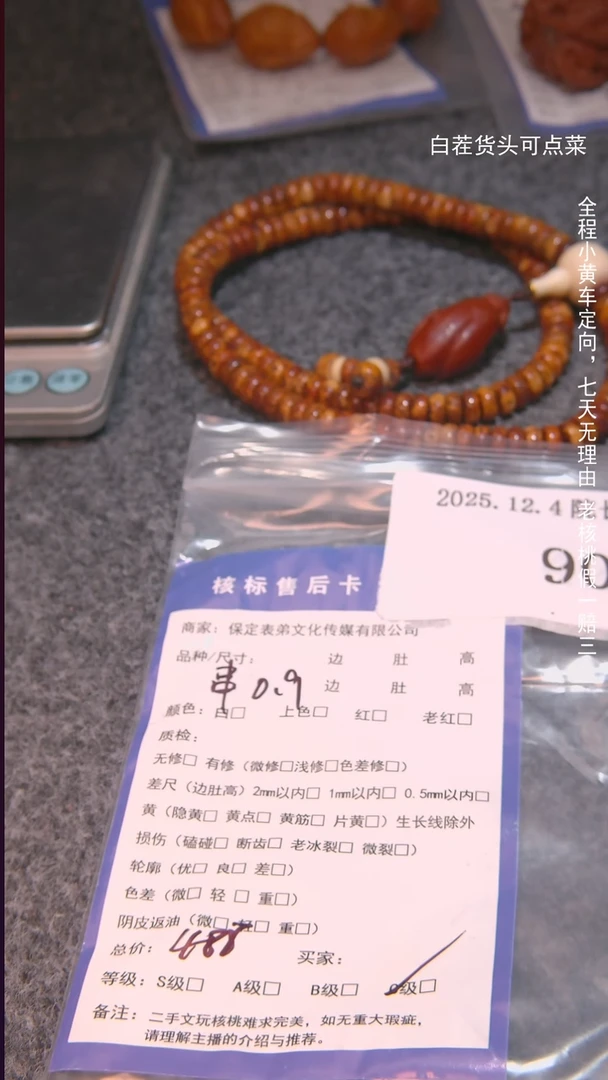 白茬货头可点菜
全程小黄车定向，七天无理由 老核桃假一赔三
2025.12.4
90
核标售后卡
商家：保定表弟文化传媒有限公司
品种/尺寸： 边 肚 高
串 0.9 边 肚 高
颜色：白□ 上色□ 红□ 老红□
质检：
无修□ 有修（微修□浅修□色差修□）
差尺（边肚高）2mm以内□ 1mm以内□ 0.5mm以内□
黄（隐黄□ 黄点□ 黄筋□ 片黄□）生长线除外
损伤（磕碰□ 断齿□ 老冰裂□ 微裂□）
轮廓（优□ 良□ 差□）
色差（微□ 轻□ 重□）
阴皮返油（微□ 轻□ 重□）
总价： 买家：
等级：S级□ A级□ B级□ C级□
备注：二手文玩核桃难求完美，如无重大瑕疵，
请理解主播的介绍与推荐。